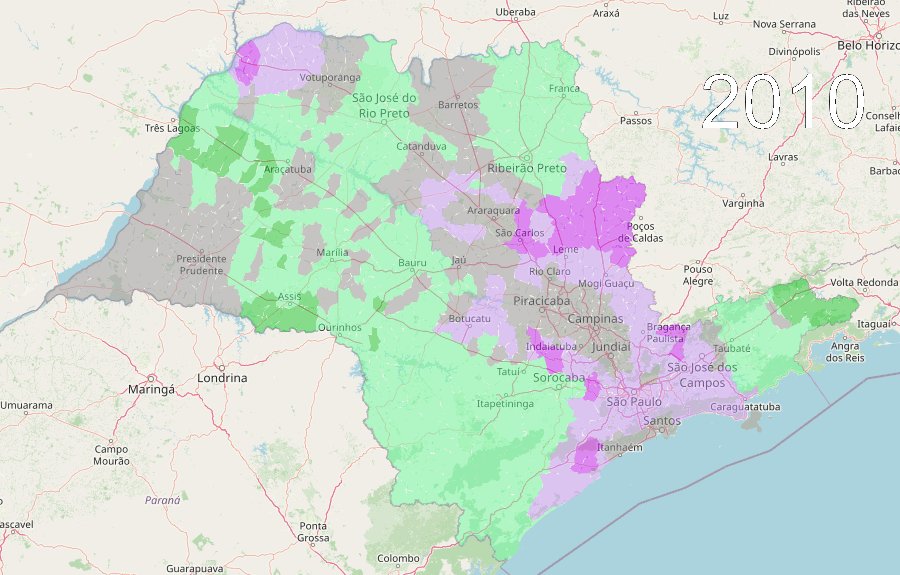 Uberaba
Araxá
Luz
Ribeirão
das Neves
Nova Serrana
Belo Horizo
Divinópolis
Votuporanga
Passos
2010
Consell
Lafaie
São José do
Rio Preto
Barretos
Franca
Três Lagoas
Catanduva
Ribeirão Preto
Lavras
Barba
Araçatuba
Varginha
Araraquara
São Carlos
Poços
de Caldas
Presidente
Prudente
Marília
Bauru
Jaú
Leme
Rio Claro
Mogi Guaçu
Pouso
Alegre
Volta Redonda
Assis
Ourinhos
Botucatu
Piracicaba
Campinas
Bragança
Paulista
Itaguaí
Angra
dos Reis
Indaiatuba
Jundiaí
Taubaté
Londrina
Maringá
Tatuí
Sorocaba
São José dos
Campos
Umuarama
Itapetininga
São Paulo
Caraguatatuba
Santos
Itanhaém
Campo
Mourão
Paraná
ascavel
Ponta
Grossa
Colombo
Guarapuava